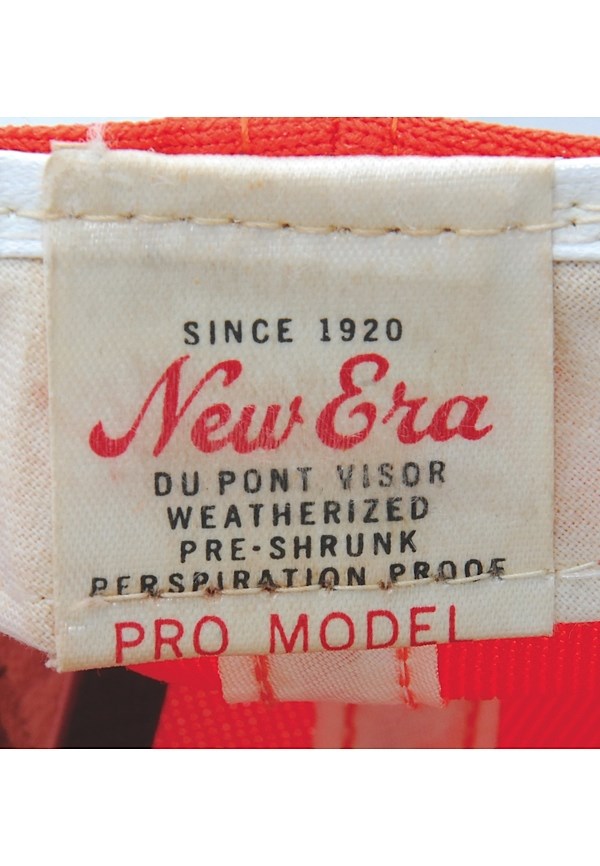 SINCE 1920
New Era
DU PONT VISOR
WEATHERIZED
PRE-SHRUNK
PERSPIRATION PROOF
PRO MODEL